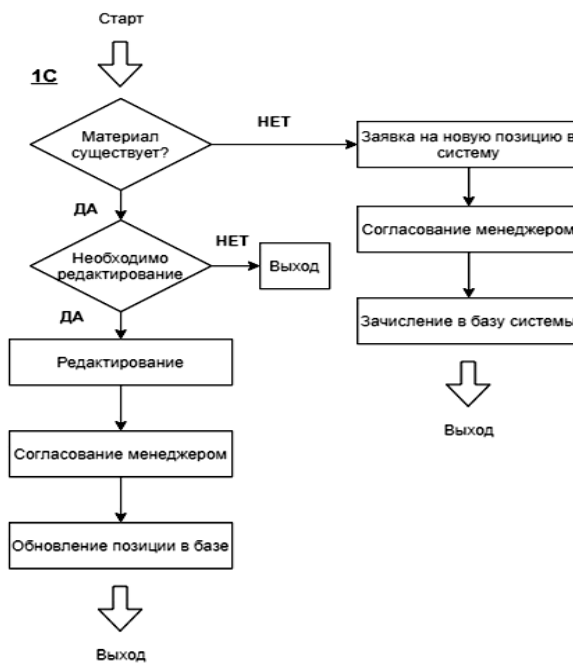 Старт
1С
Материал
существует?
НЕТ
Заявка на новую позицию в
систему
ДА
Согласование менеджером
Необходимо
редактирование
НЕТ
Выход
Зачисление в базу системы
ДА
Редактирование
Выход
Согласование менеджером
Обновление позиции в базе
Выход